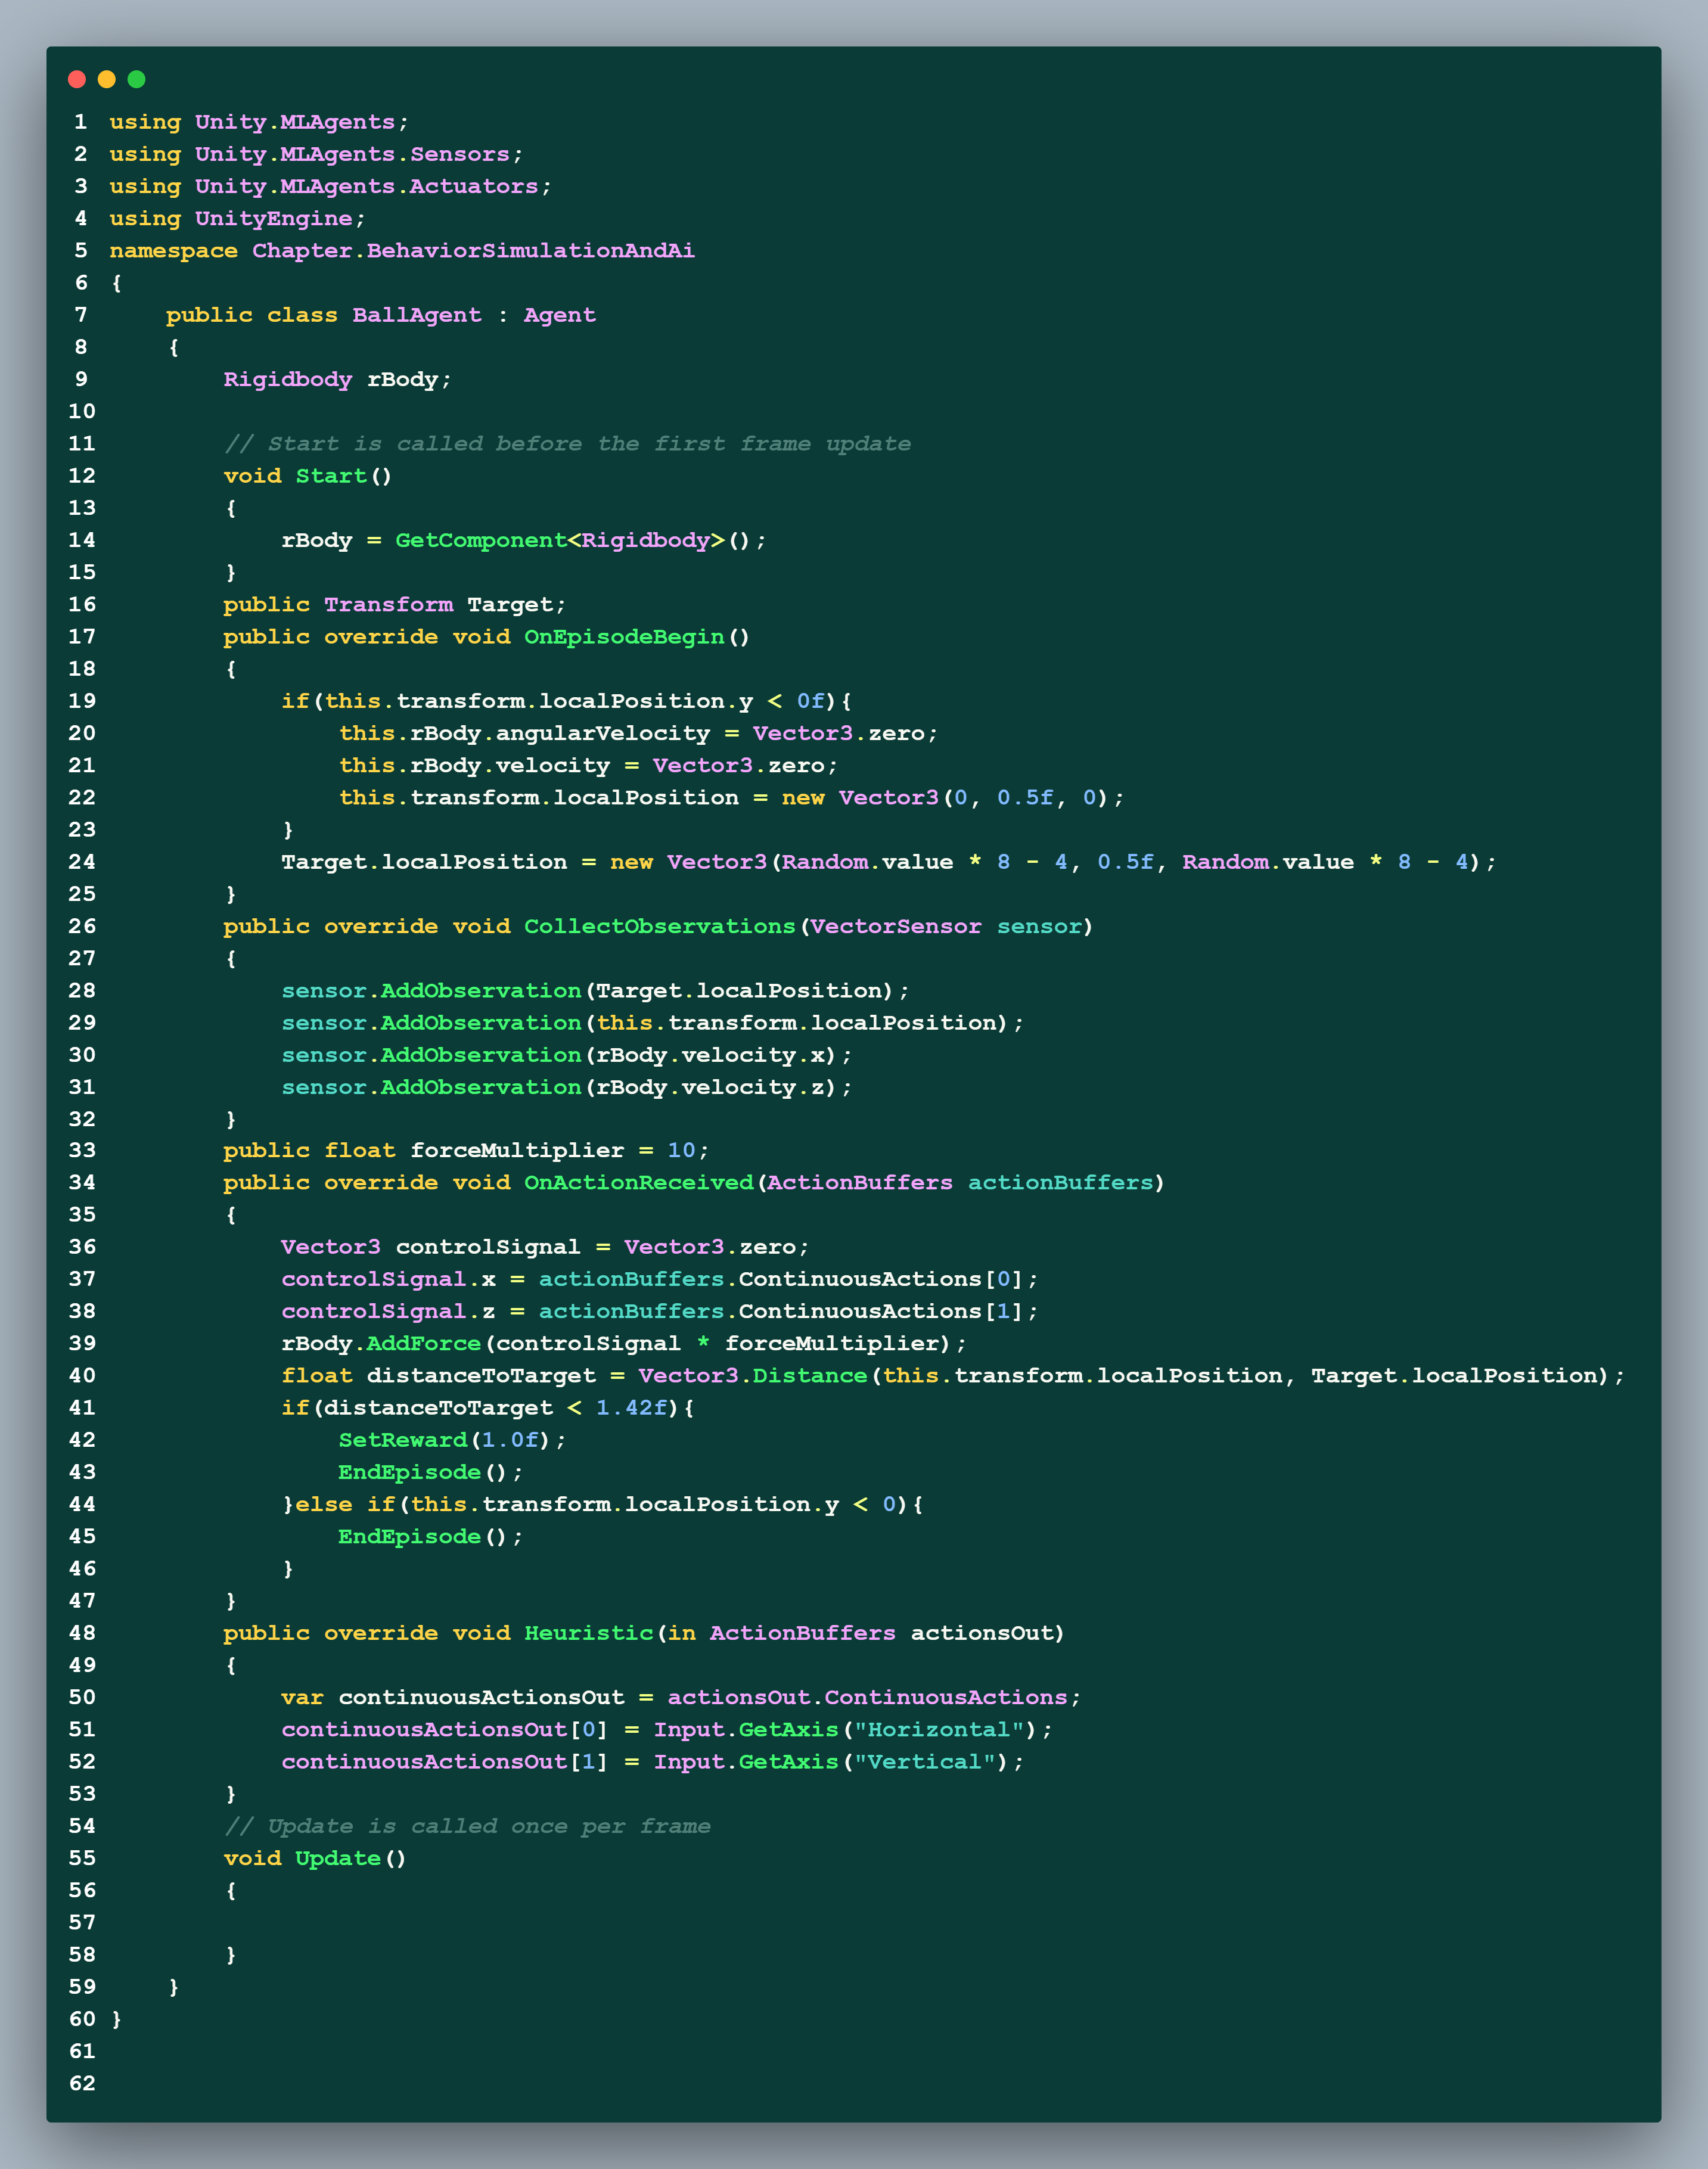 1 using Unity.MLAgents;
2 using Unity.MLAgents.Sensors;
3 using Unity.MLAgents.Actuators;
4 using UnityEngine;
5 namespace Chapter.BehaviorSimulationAndAi
6 {
7     public class BallAgent : Agent
8     {
9         Rigidbody rBody;
10
11         // Start is called before the first frame update
12         void Start()
13         {
14             rBody = GetComponent<Rigidbody>();
15         }
16         public Transform Target;
17         public override void OnEpisodeBegin()
18         {
19             if(this.transform.localPosition.y < 0f){
20                 this.rBody.angularVelocity = Vector3.zero;
21                 this.rBody.velocity = Vector3.zero;
22                 this.transform.localPosition = new Vector3(0, 0.5f, 0);
23             }
24             Target.localPosition = new Vector3(Random.value * 8 - 4, 0.5f, Random.value * 8 - 4);
25         }
26         public override void CollectObservations(VectorSensor sensor)
27         {
28             sensor.AddObservation(Target.localPosition);
29             sensor.AddObservation(this.transform.localPosition);
30             sensor.AddObservation(rBody.velocity.x);
31             sensor.AddObservation(rBody.velocity.z);
32         }
33         public float forceMultiplier = 10;
34         public override void OnActionReceived(ActionBuffers actionBuffers)
35         {
36             Vector3 controlSignal = Vector3.zero;
37             controlSignal.x = actionBuffers.ContinuousActions[0];
38             controlSignal.z = actionBuffers.ContinuousActions[1];
39             rBody.AddForce(controlSignal * forceMultiplier);
40             float distanceToTarget = Vector3.Distance(this.transform.localPosition, Target.localPosition);
41             if(distanceToTarget < 1.42f){
42                 SetReward(1.0f);
43                 EndEpisode();
44             }else if(this.transform.localPosition.y < 0){
45                 EndEpisode();
46             }
47         }
48         public override void Heuristic(in ActionBuffers actionsOut)
49         {
50             var continuousActionsOut = actionsOut.ContinuousActions;
51             continuousActionsOut[0] = Input.GetAxis("Horizontal");
52             continuousActionsOut[1] = Input.GetAxis("Vertical");
53         }
54         // Update is called once per frame
55         void Update()
56         {
57
58         }
59     }
60 }
61
62